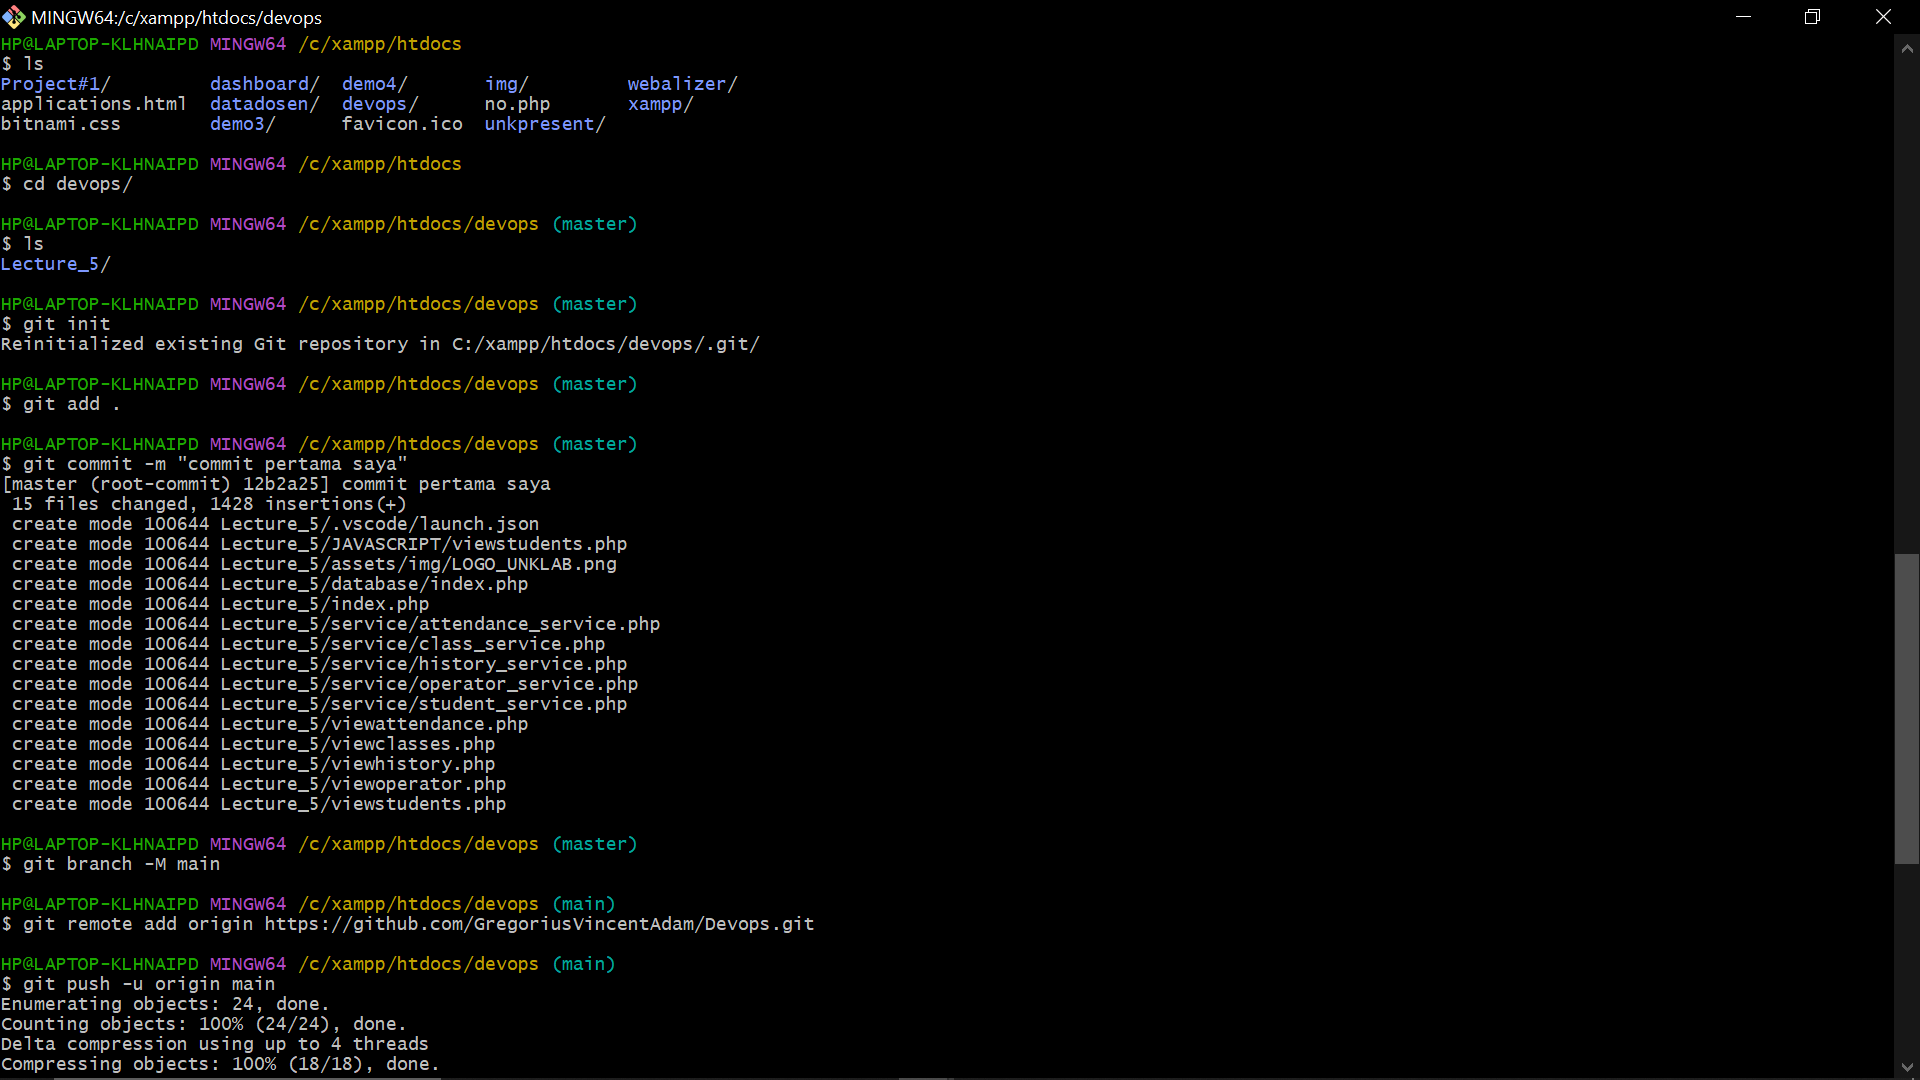 MINGW64:/c/xampp/htdocs/devops
HP@LAPTOP-KLHNAIPD MINGW64 /c/xampp/htdocs
$ ls
Project#1/ dashboard/ demo4/ img/ webalizer/
applications.html datadosen/ devops/ no.php xampp/
bitnami.css demo3/ favicon.ico unkpresent/
HP@LAPTOP-KLHNAIPD MINGW64 /c/xampp/htdocs
$ cd devops/
HP@LAPTOP-KLHNAIPD MINGW64 /c/xampp/htdocs/devops (master)
$ ls
Lecture_5/
HP@LAPTOP-KLHNAIPD MINGW64 /c/xampp/htdocs/devops (master)
$ git init
Reinitialized existing Git repository in C:/xampp/htdocs/devops/.git/
HP@LAPTOP-KLHNAIPD MINGW64 /c/xampp/htdocs/devops (master)
$ git add .
HP@LAPTOP-KLHNAIPD MINGW64 /c/xampp/htdocs/devops (master)
$ git commit -m "commit pertama saya"
[master (root-commit) 12b2a25] commit pertama saya
15 files changed, 1428 insertions(+)
create mode 100644 Lecture_5/.vscode/launch.json
create mode 100644 Lecture_5/JAVASCRIPT/viewstudents.php
create mode 100644 Lecture_5/assets/img/LOGO_UNKLAB.png
create mode 100644 Lecture_5/database/index.php
create mode 100644 Lecture_5/index.php
create mode 100644 Lecture_5/service/attendance_service.php
create mode 100644 Lecture_5/service/class_service.php
create mode 100644 Lecture_5/service/history_service.php
create mode 100644 Lecture_5/service/operator_service.php
create mode 100644 Lecture_5/service/student_service.php
create mode 100644 Lecture_5/viewattendance.php
create mode 100644 Lecture_5/viewclasses.php
create mode 100644 Lecture_5/viewhistory.php
create mode 100644 Lecture_5/viewoperator.php
create mode 100644 Lecture_5/viewstudents.php
HP@LAPTOP-KLHNAIPD MINGW64 /c/xampp/htdocs/devops (master)
$ git branch -M main
HP@LAPTOP-KLHNAIPD MINGW64 /c/xampp/htdocs/devops (main)
$ git remote add origin https://github.com/GregoriusVincentAdam/Devops.git
HP@LAPTOP-KLHNAIPD MINGW64 /c/xampp/htdocs/devops (main)
$ git push -u origin main
Enumerating objects: 24, done.
Counting objects: 100% (24/24), done.
Delta compression using up to 4 threads
Compressing objects: 100% (18/18), done.